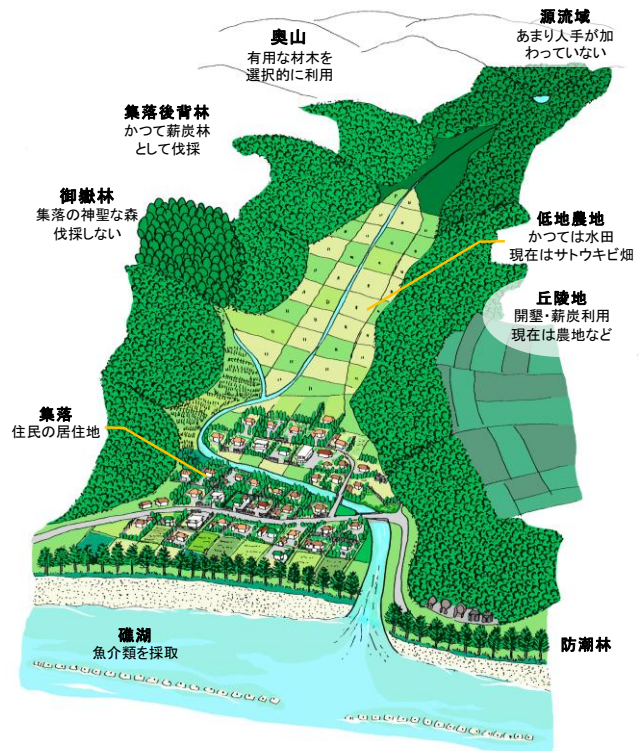 源流域
あまり人手が加
わっていない
奥山
有用な材木を
選択的に利用
集落後背林
かつて薪炭林
として伐採
御嶽林
集落の神聖な森
伐採しない
低地農地
かつては水田
現在はサトウキビ畑
丘陵地
開墾・薪炭利用
現在は農地など
集落
住民の居住地
礁湖
魚介類を採取
防潮林